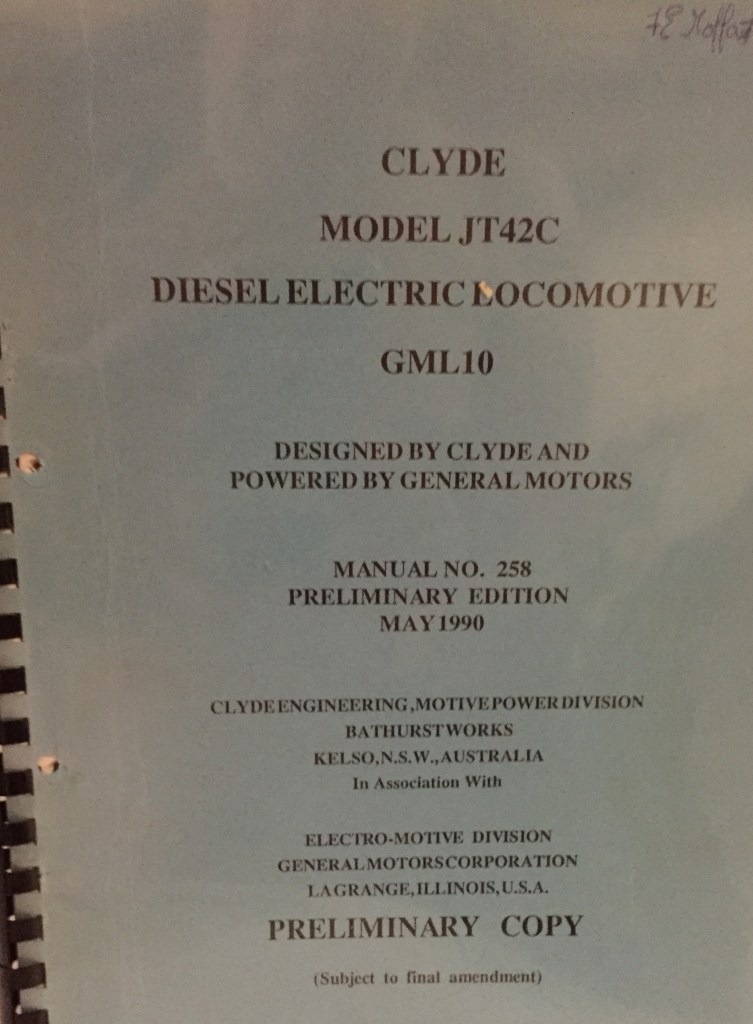 CLYDE
MODEL JT42C
DIESEL ELECTRIC LOCOMOTIVE
GML10
DESIGNED BY CLYDE AND
POWERED BY GENERAL MOTORS
MANUAL NO. 258
PRELIMINARY EDITION
MAY 1990
CLYDE ENGINEERING, MOTIVE POWER DIVISION
BATHURST WORKS
KELSO, N.S.W., AUSTRALIA
In Association With
ELECTRO-MOTIVE DIVISION
GENERAL MOTORS CORPORATION
LAGRANGE, ILLINOIS, U.S.A.
PRELIMINARY COPY
(Subject to final amendment)